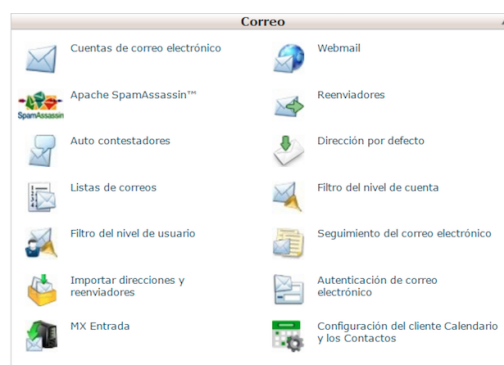 Correo
Cuentas de correo electrónico
Webmail
SpamAssassin
Apache SpamAssassin™
Reenviadores
Auto contestadores
Dirección por defecto
Listas de correos
Filtro del nivel de cuenta
Filtro del nivel de usuario
Seguimiento del correo electrónico
Importar direcciones y
reenviadores
Autenticación de correo
electrónico
MX Entrada
Configuración del cliente Calendario
y los Contactos